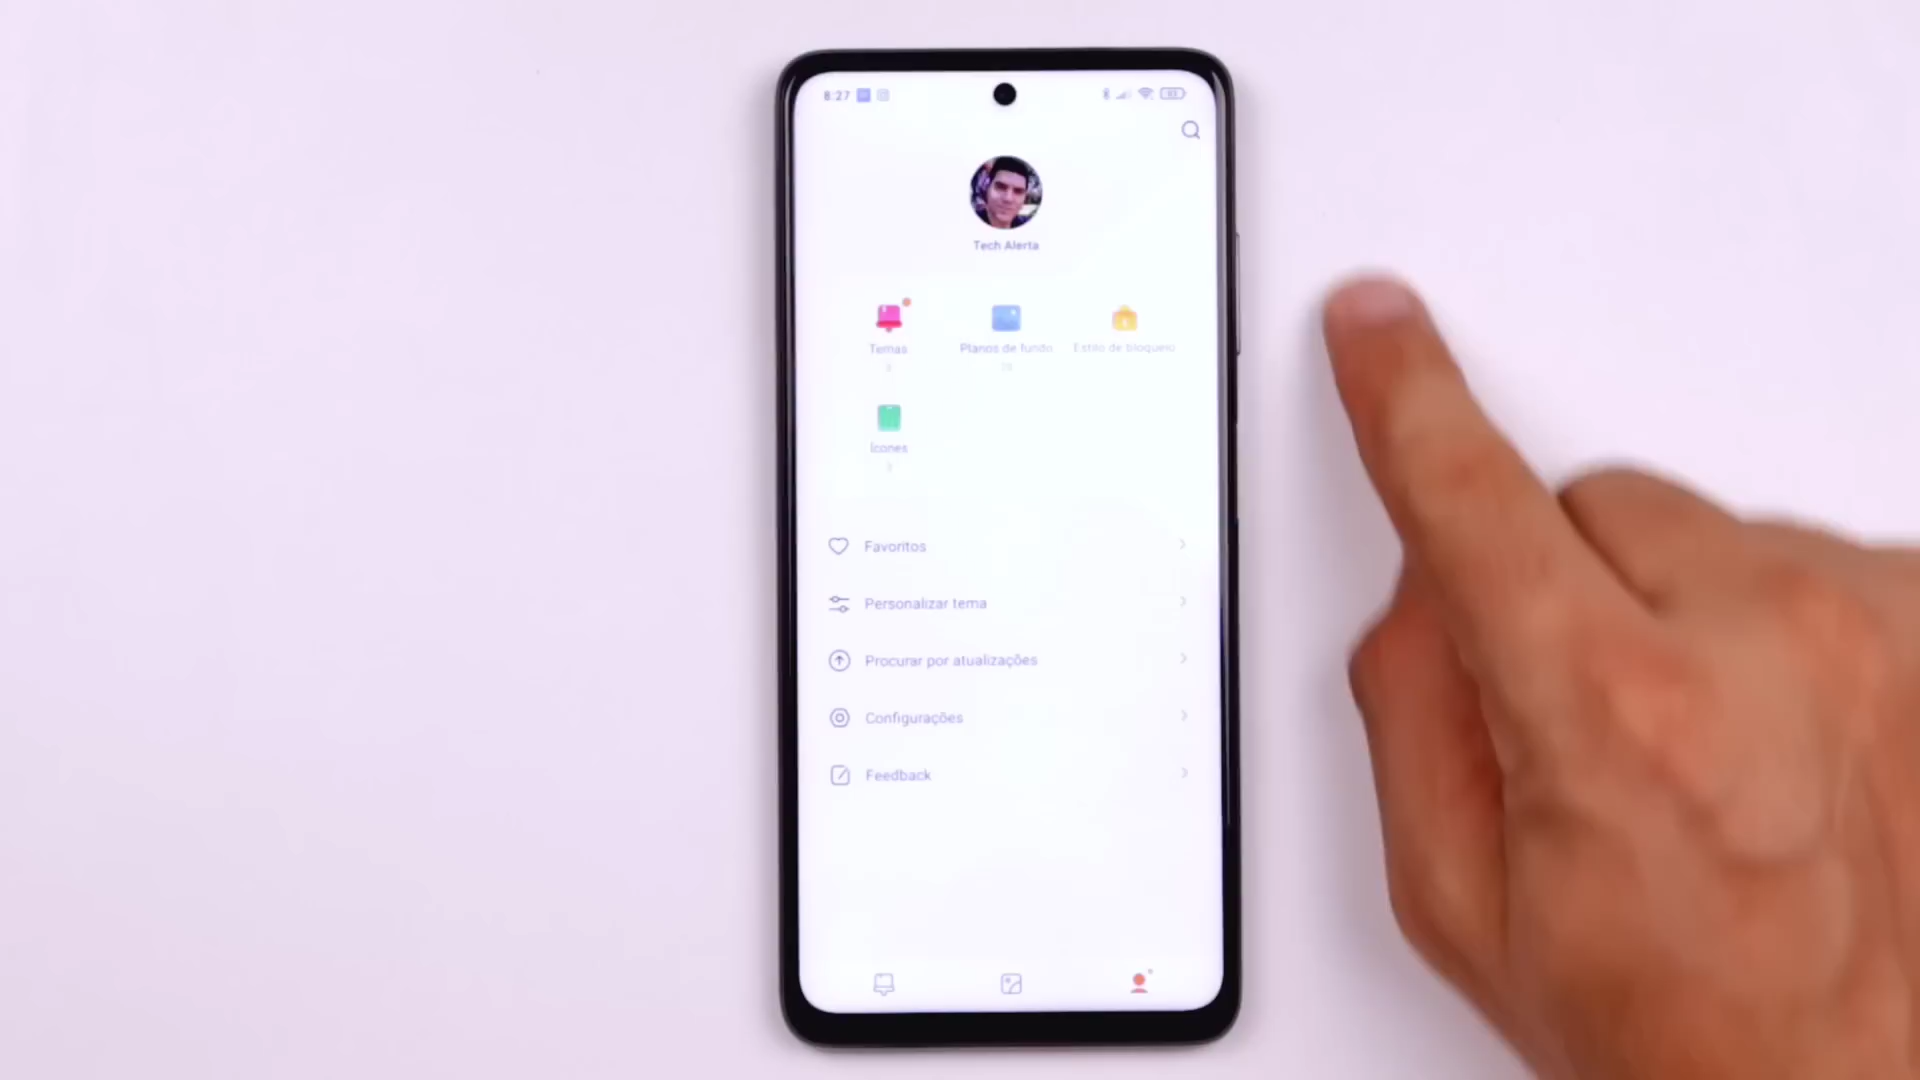 8:27
Tech Alerta
Temas
Planos de fundo
Estilo de bloqueio
Ícones
3
Favoritos
Personalizar tema
Procurar por atualizações
Configurações
Feedback